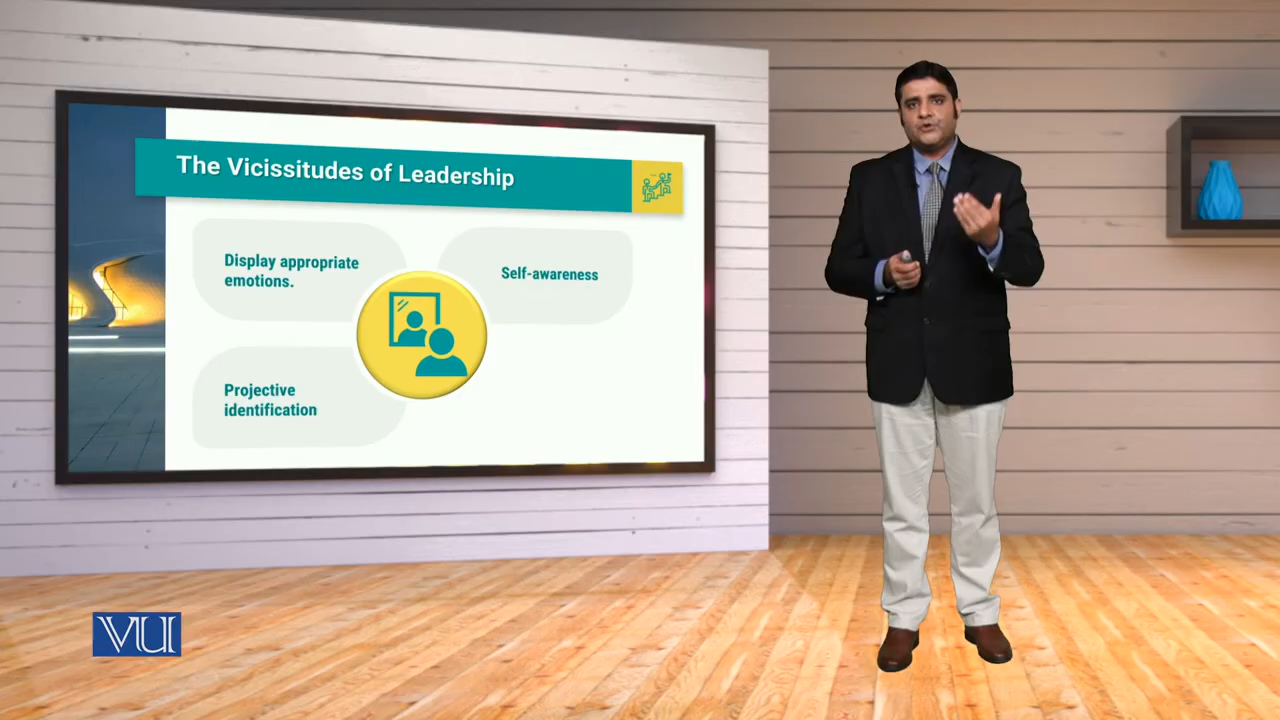 The Vicissitudes of Leadership
Display appropriate
emotions.
Self-awareness
Projective
identification
VU